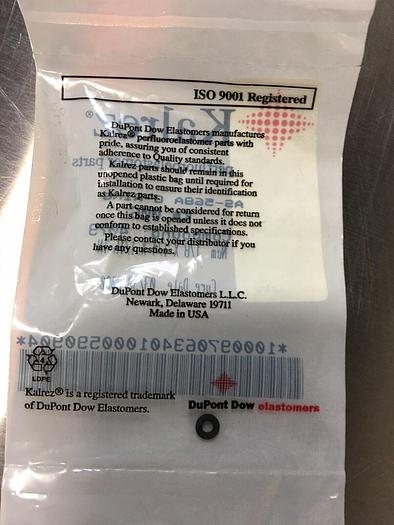 ISO 9001 Registered
Kalrez
DuPont Dow Elastomers manufactures
Kalrez® perfluoroelastomer parts with
pride, assuring you of consistent
adherence to Quality standards.
Kalrez parts should remain in this
unopened plastic bag until required for
installation to ensure their identification
as Kalrez parts.
A part cannot be considered for return
once this bag is opened unless it does not
conform to established specifications.
Please contact your distributor if you
have any questions.
AS-568A
DuPont Dow Elastomers L.L.C.
Newark, Delaware 19711
Made in USA
4
LDPE
Kalrez® is a registered trademark
of DuPont Dow Elastomers.
DuPont Dow elastomers